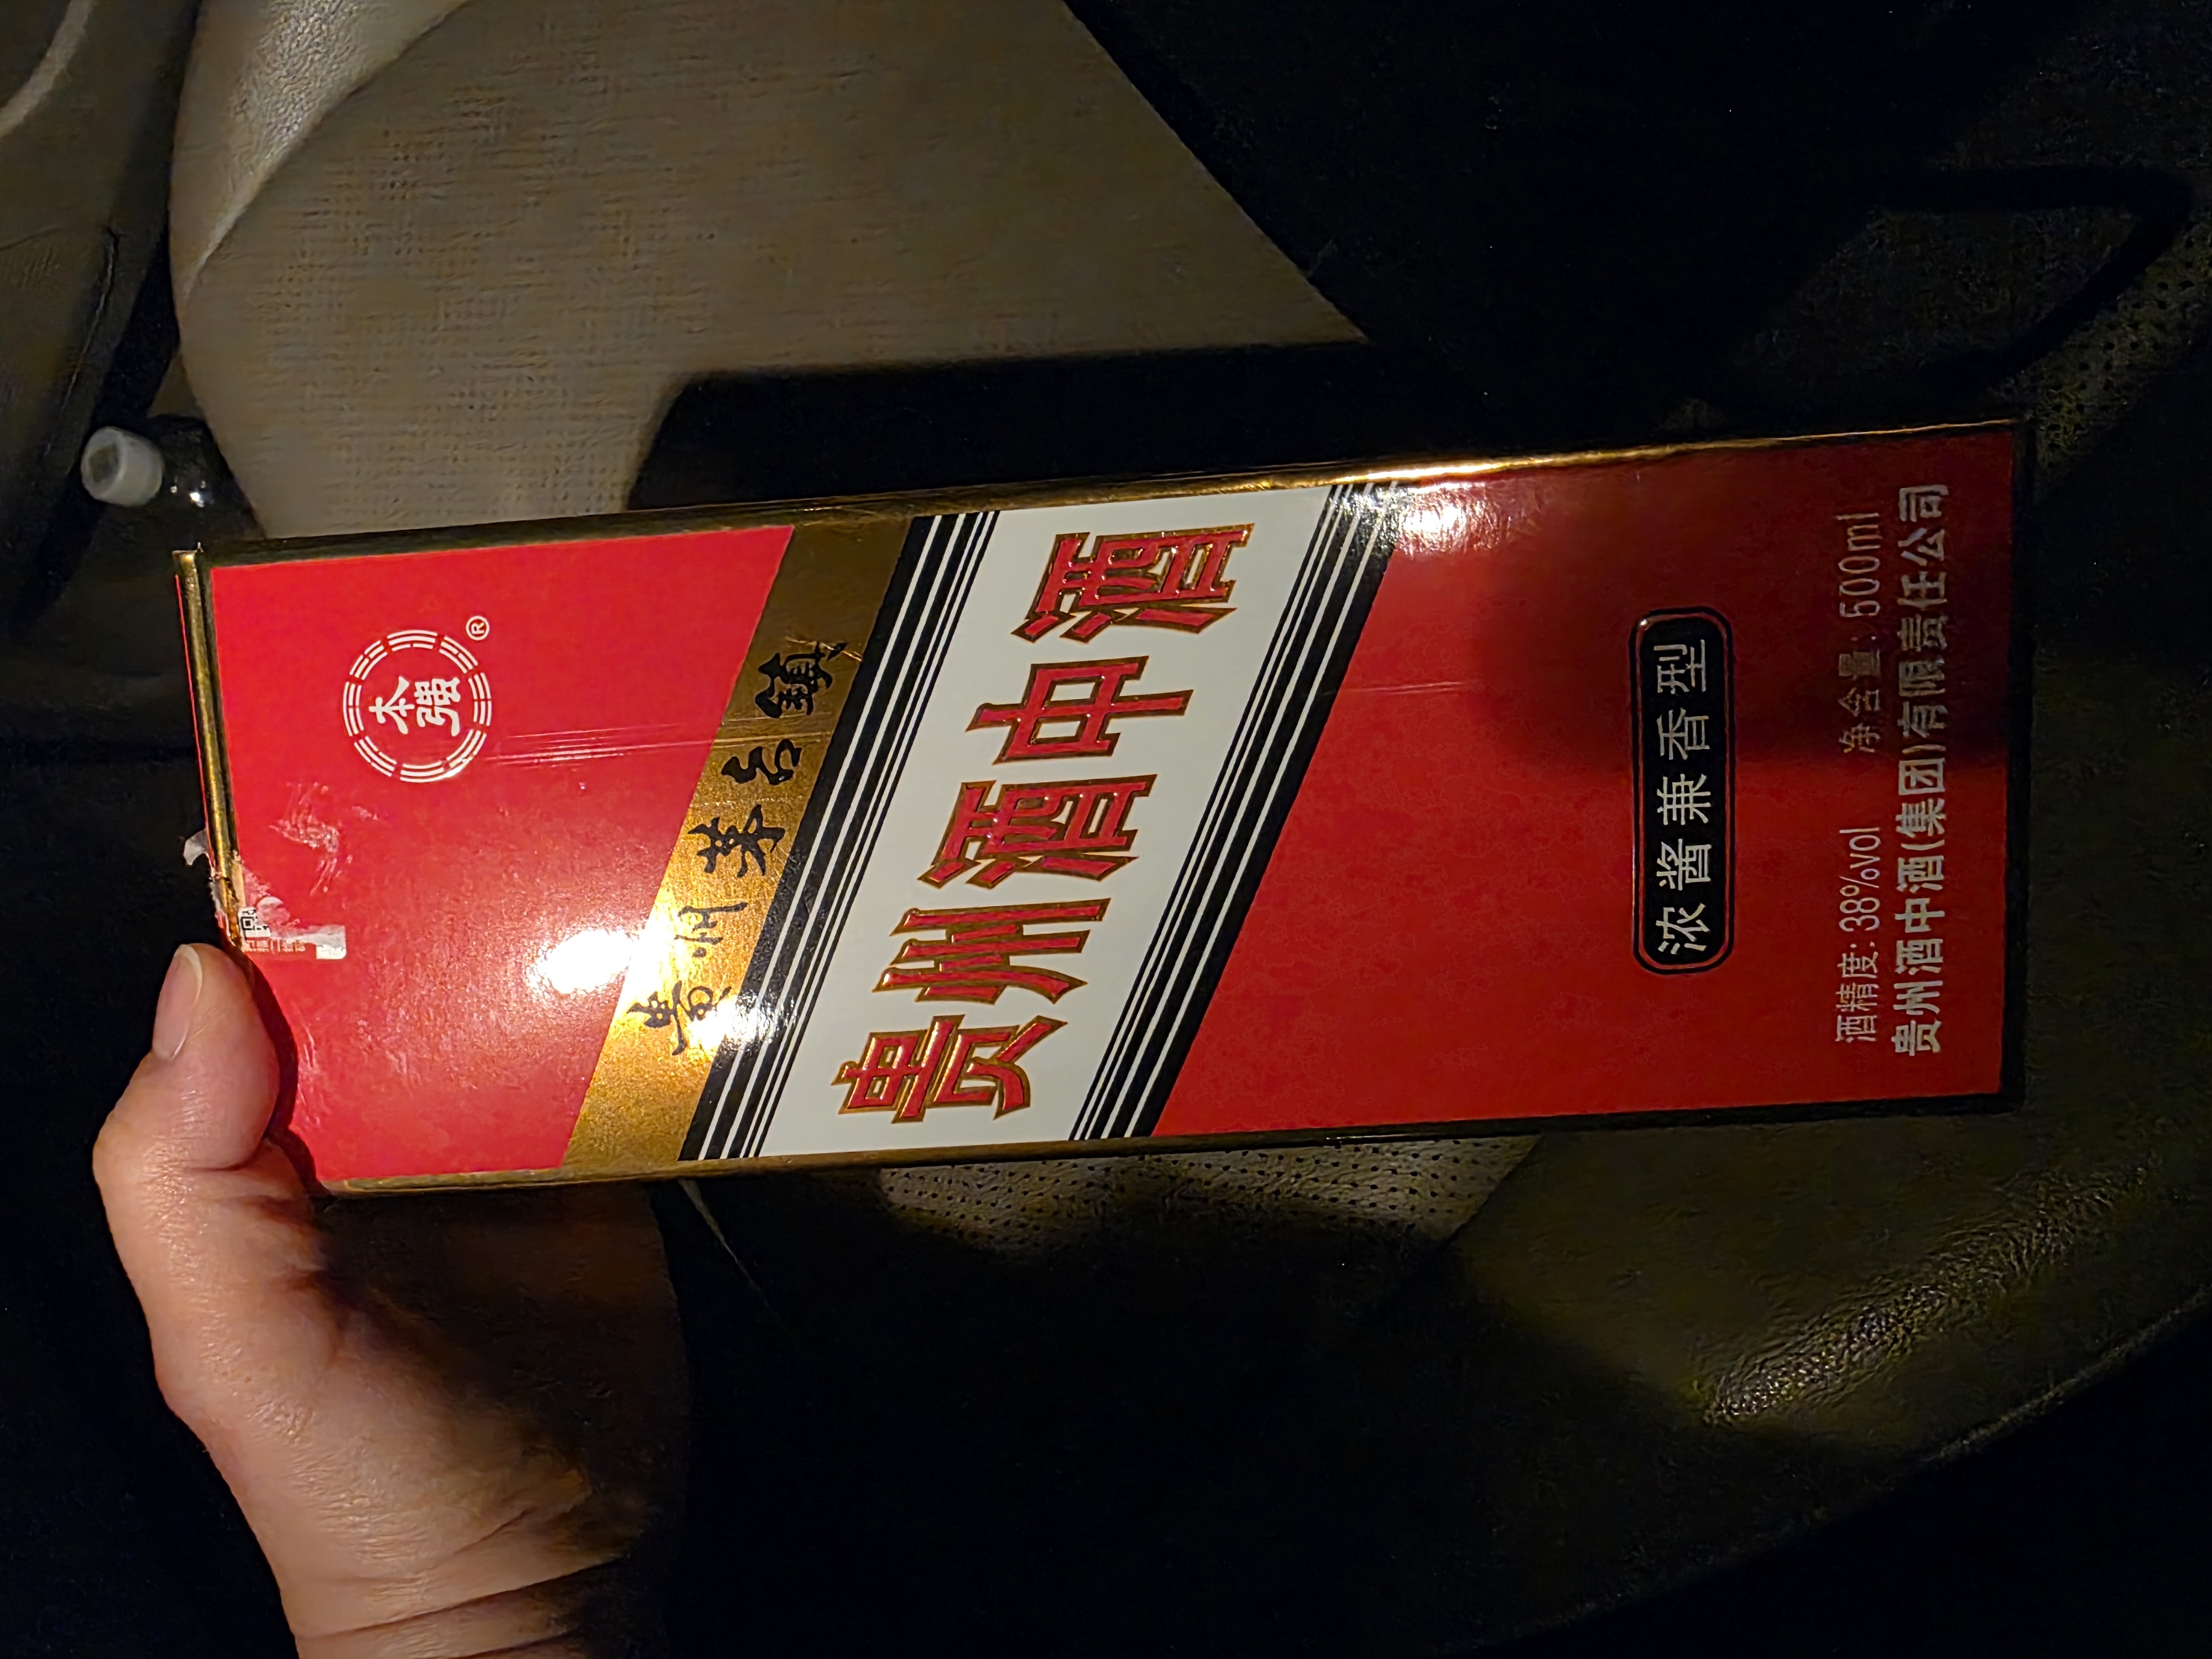 本强
®
贵州茅台镇
贵州酒中酒
浓酱兼香型
酒精度:38%vol 净含量:500ml
贵州酒中酒(集团)有限责任公司